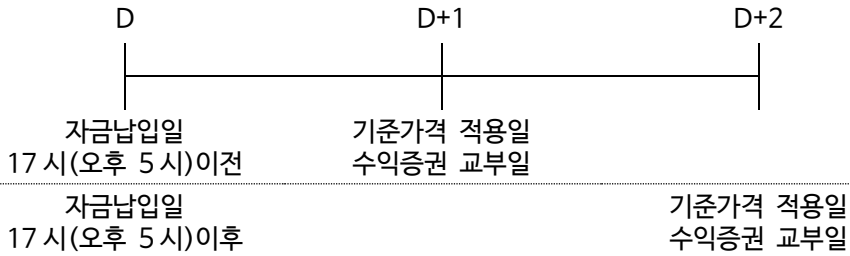 D D+1 D+2
자금납입일 기준가격 적용일
17시(오후 5시)이전 수익증권 교부일
자금납입일 기준가격 적용일
17시(오후 5시)이후 수익증권 교부일